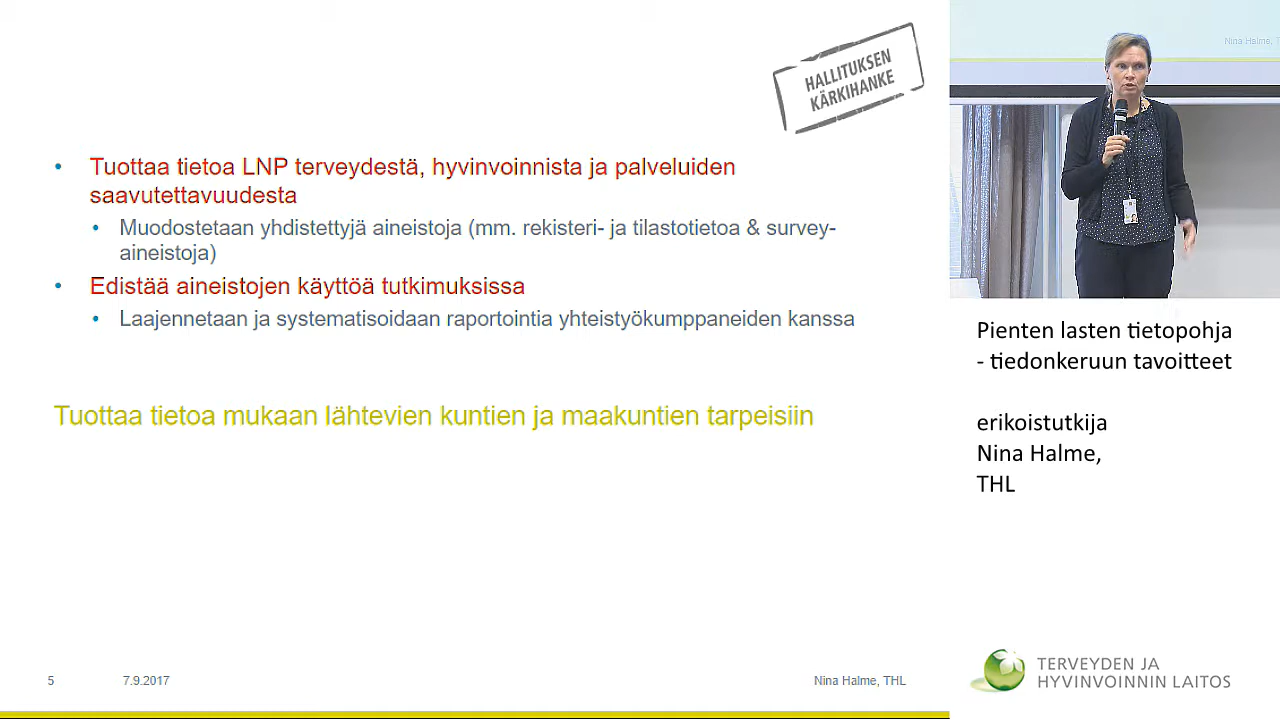 HALLITUKSEN
KÄRKIHANKE
• Tuottaa tietoa LNP terveydestä, hyvinvoinnista ja palveluiden
saavutettavuudesta
• Muodostetaan yhdistettyjä aineistoja (mm. rekisteri- ja tilastotietoa & survey-
aineistoja)
• Edistää aineistojen käyttöä tutkimuksissa
• Laajennetaan ja systematisoidaan raportointia yhteistyökumppaneiden kanssa
Tuottaa tietoa mukaan lähtevien kuntien ja maakuntien tarpeisiin
5
7.9.2017
Nina Halme, THL
Nina Halme, T
Pienten lasten tietopohja
- tiedonkeruun tavoitteet
erikoistutkija
Nina Halme,
THL
TERVEYDEN JA
HYVINVOINNIN LAITOS